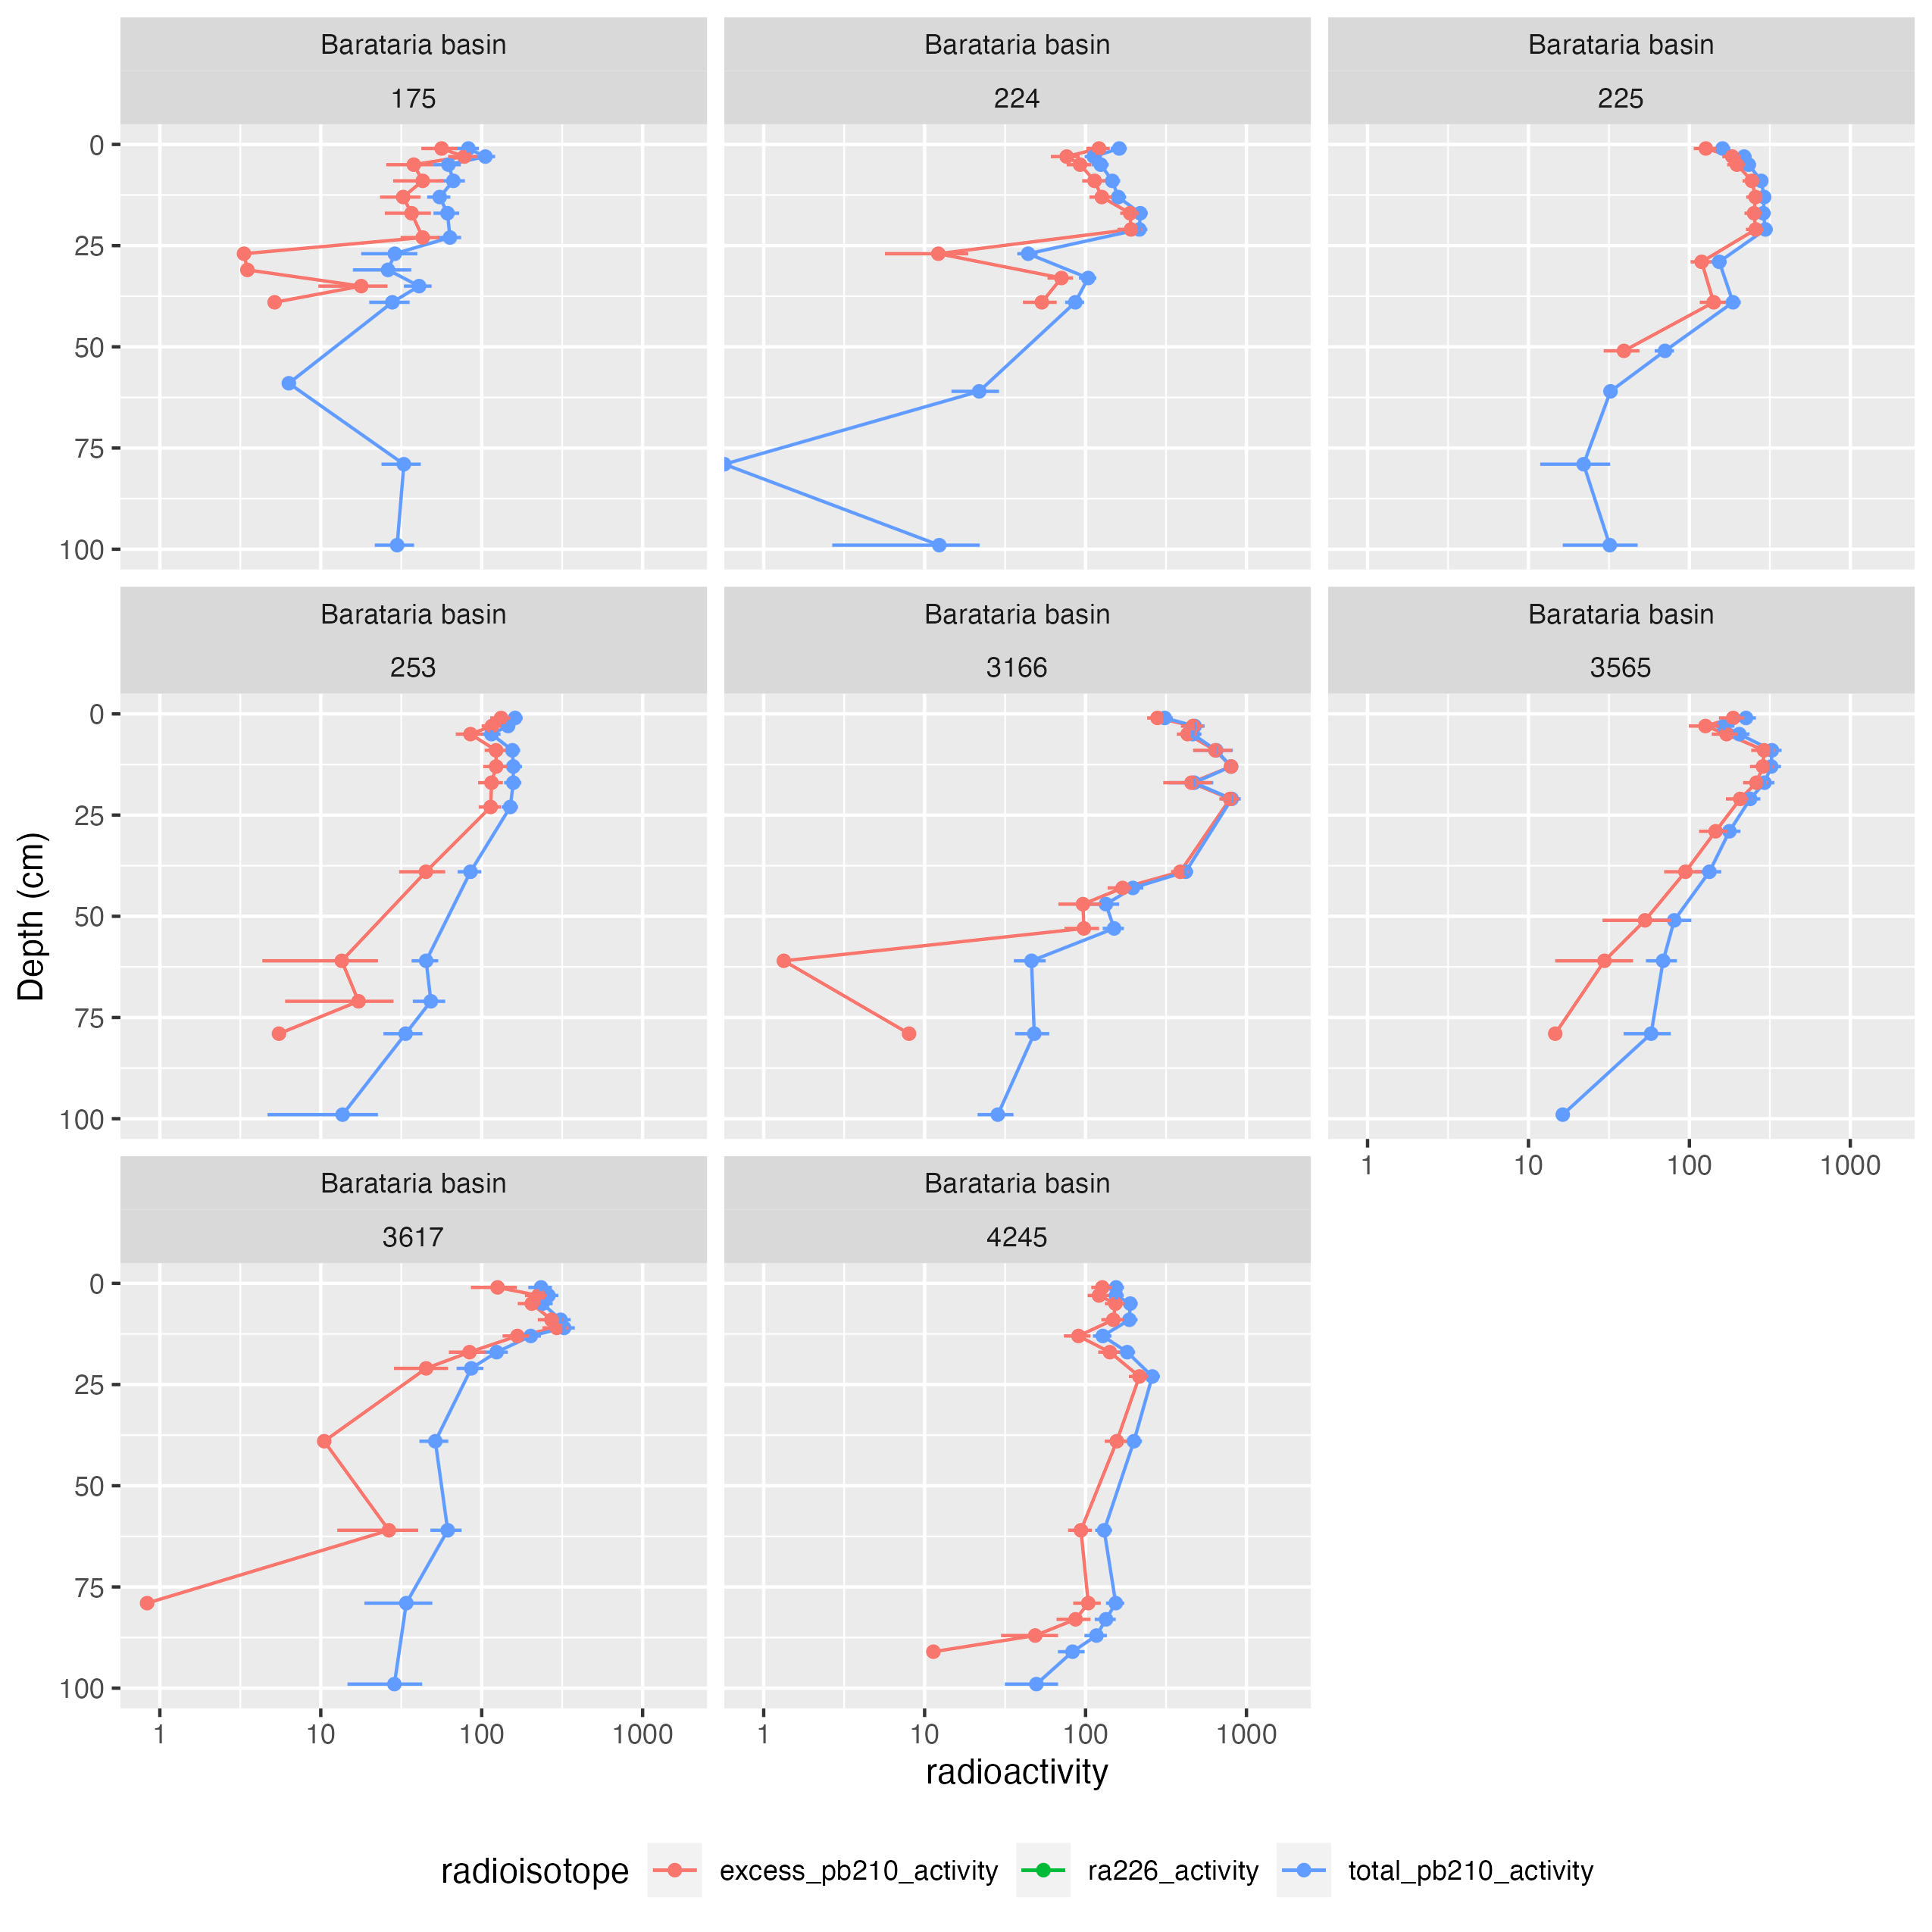 Barataria basin Barataria basin Barataria basin
175 224 225
0
25
50
75
100
Barataria basin Barataria basin Barataria basin
253 3166 3565
0
25
50
75
100
1 10 100 1000
Barataria basin Barataria basin
3617 4245
0
25
50
75
100
1 10 100 1000 1 10 100 1000
Depth (cm)
radioactivity
radioisotope excess_pb210_activity ra226_activity total_pb210_activity